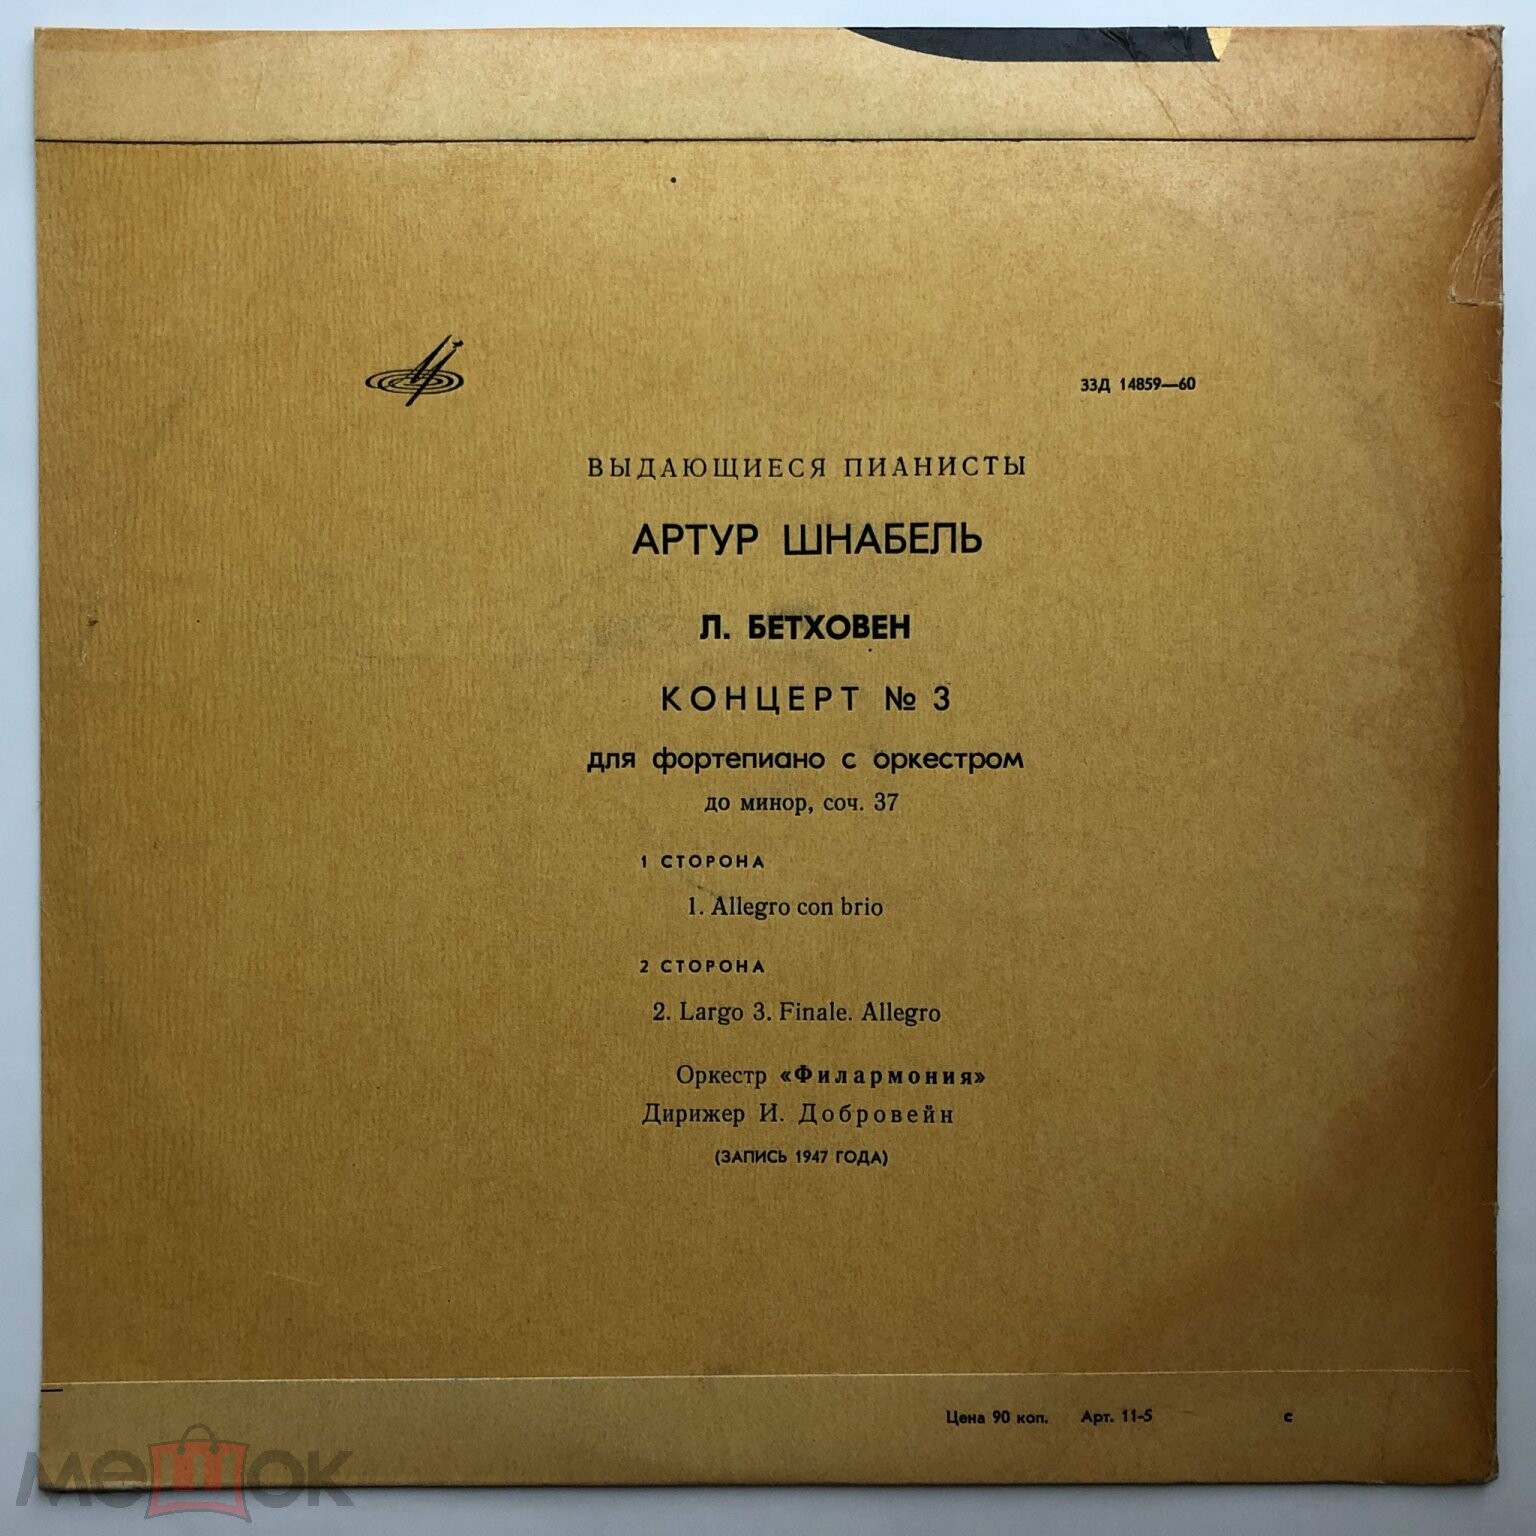 33Д 14859—60
ВЫДАЮЩИЕСЯ ПИАНИСТЫ
АРТУР ШНАБЕЛЬ
Л. БЕТХОВЕН
КОНЦЕРТ № 3
для фортепиано с оркестром
до минор, соч. 37
1 СТОРОНА
1. Allegro con brio
2 СТОРОНА
2. Largo 3. Finale. Allegro
Оркестр «Филармония»
Дирижер И. Добровейн
(ЗАПИСЬ 1947 ГОДА)
Цена 90 коп. Арт. 11-5 с
мешок